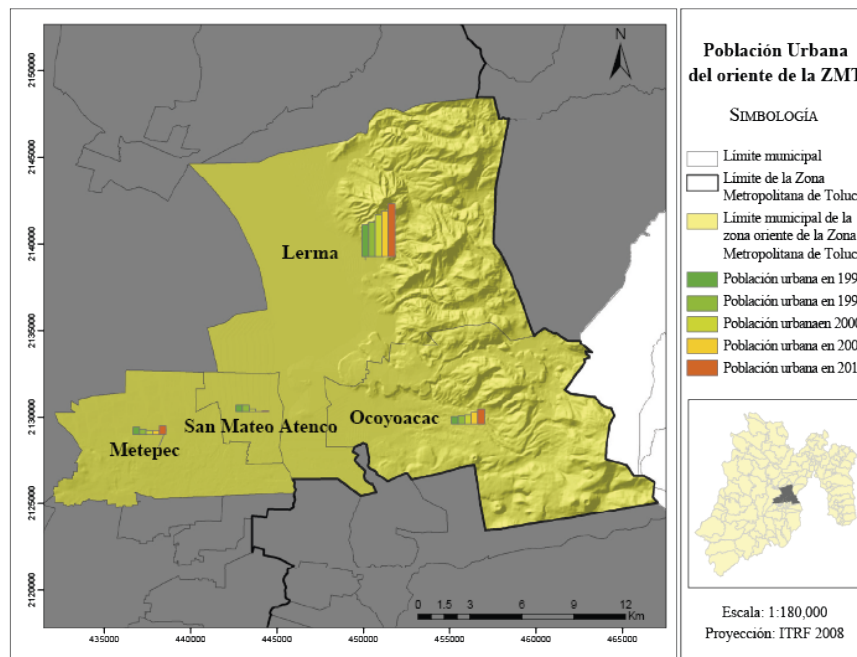 Población Urbana
del oriente de la ZMT
SIMBOLOGÍA
Límite municipal
Límite de la Zona
Metropolitana de Toluc
Límite municipal de la
zona oriente de la Zona
Metropolitana de Toluc
Población urbana en 199
Población urbana en 199
Población urbanaen 2000
Población urbana en 200
Población urbana en 201
Escala: 1:180,000
Proyección: ITRF 2008
N
Lerma
Ocoyoacac
San Mateo Atenco
Metepec
2150000
2145000
2140000
2135000
2130000
2125000
2120000
435000 440000 445000 450000 455000 460000 465000
0 1.5 3 6 9 12
Km